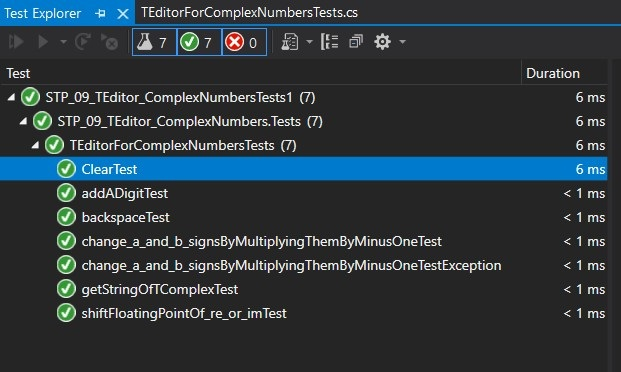 Test Explorer TEditorForComplexNumbersTests.cs
7 7 0
Test Duration
STP_09_TEditor_ComplexNumbersTests1 (7) 6 ms
STP_09_TEditor_ComplexNumbers.Tests (7) 6 ms
TEditorForComplexNumbersTests (7) 6 ms
ClearTest 6 ms
addADigitTest < 1 ms
backspaceTest < 1 ms
change_a_and_b_signsByMultiplyingThemByMinusOneTest < 1 ms
change_a_and_b_signsByMultiplyingThemByMinusOneTestException < 1 ms
getStringOfTComplexTest < 1 ms
shiftFloatingPointOf_re_or_imTest < 1 ms